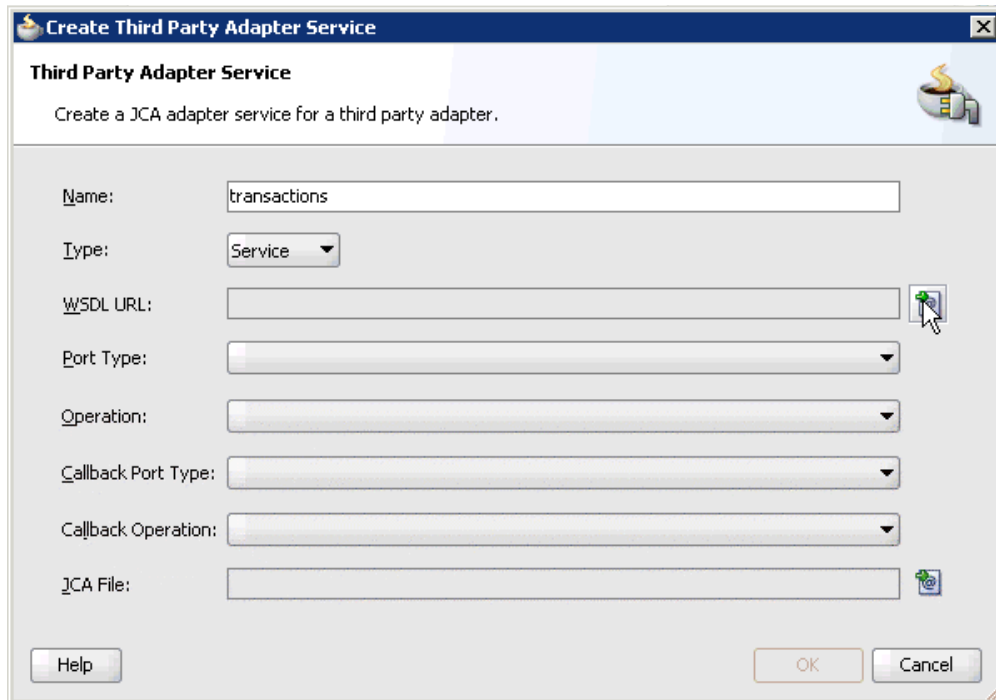 Create Third Party Adapter Service
Third Party Adapter Service
Create a JCA adapter service for a third party adapter.
Name: transactions
Type: Service
WSDL URL:
Port Type:
Operation:
Callback Port Type:
Callback Operation:
JCA File:
Help OK Cancel